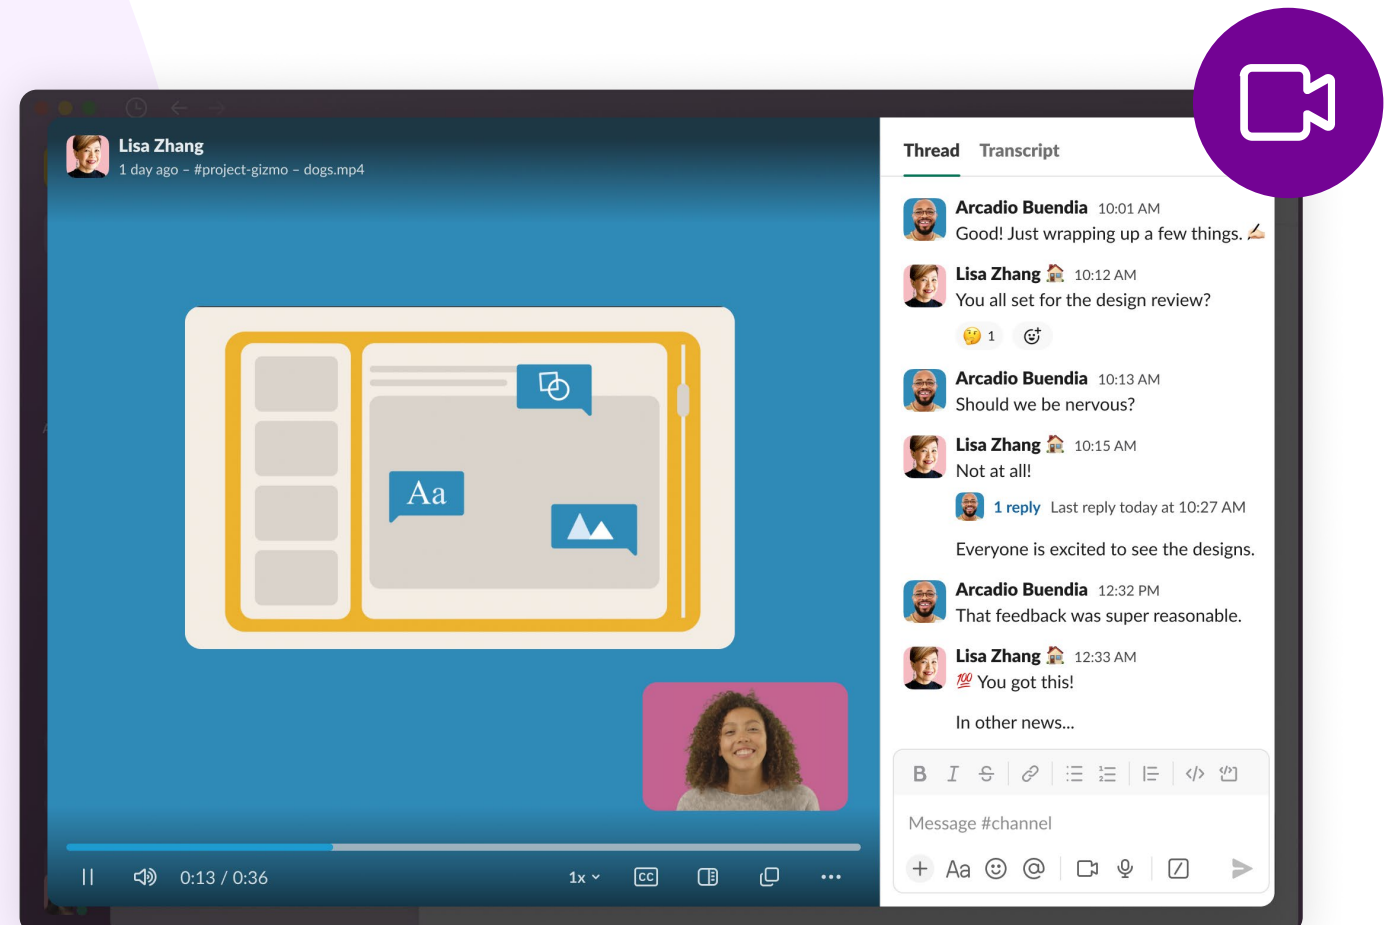 Lisa Zhang
1 day ago – #project-gizmo – dogs.mp4
Aa
0:13 / 0:36
1x
CC
Thread Transcript
Arcadio Buendia 10:01 AM
Good! Just wrapping up a few things. ✍🏻
Lisa Zhang 🏠 10:12 AM
You all set for the design review?
🤔 1
Arcadio Buendia 10:13 AM
Should we be nervous?
Lisa Zhang 🏠 10:15 AM
Not at all!
1 reply Last reply today at 10:27 AM
Everyone is excited to see the designs.
Arcadio Buendia 12:32 PM
That feedback was super reasonable.
Lisa Zhang 🏠 12:33 AM
💯 You got this!
In other news...
B I S
Message #channel
+ Aa @